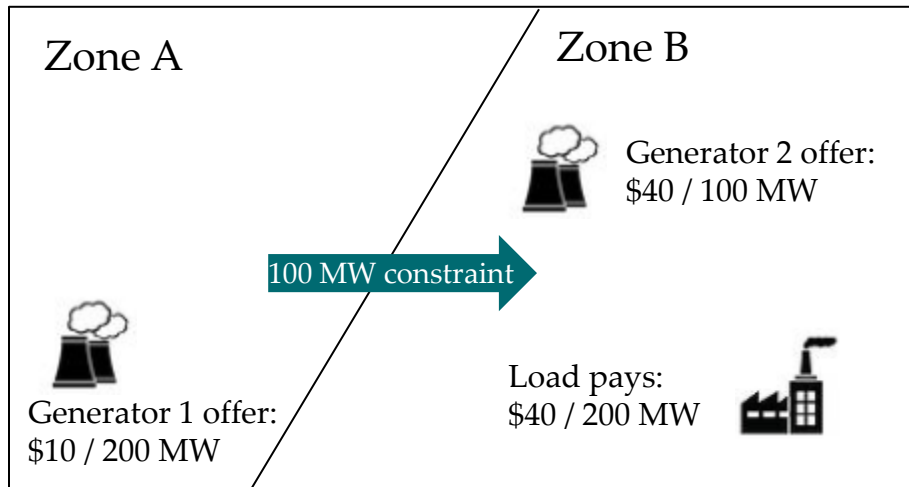 Zone A
Zone B
Generator 2 offer:
$40 / 100 MW
100 MW constraint
Generator 1 offer:
$10 / 200 MW
Load pays:
$40 / 200 MW